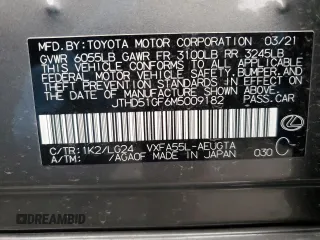 MFD.BY: TOYOTA MOTOR CORPORATION 03/21
GVWR 6055LB GAWR FR 3100LB RR 3245LB
THIS VEHICLE CONFORMS TO ALL APPLICABLE
FEDERAL MOTOR VEHICLE SAFETY, BUMPER, AND
THEFT PREVENTION STANDARDS IN EFFECT ON
THE DATE OF MANUFACTURE SHOWN ABOVE.
JTHD51GF6M5009182 PASS.CAR
C/TR:1K2/LG24 VXFA55L-AEUGTA
A/TM: /AGAOF MADE IN JAPAN 030 C
© AUTOBIDMASTER